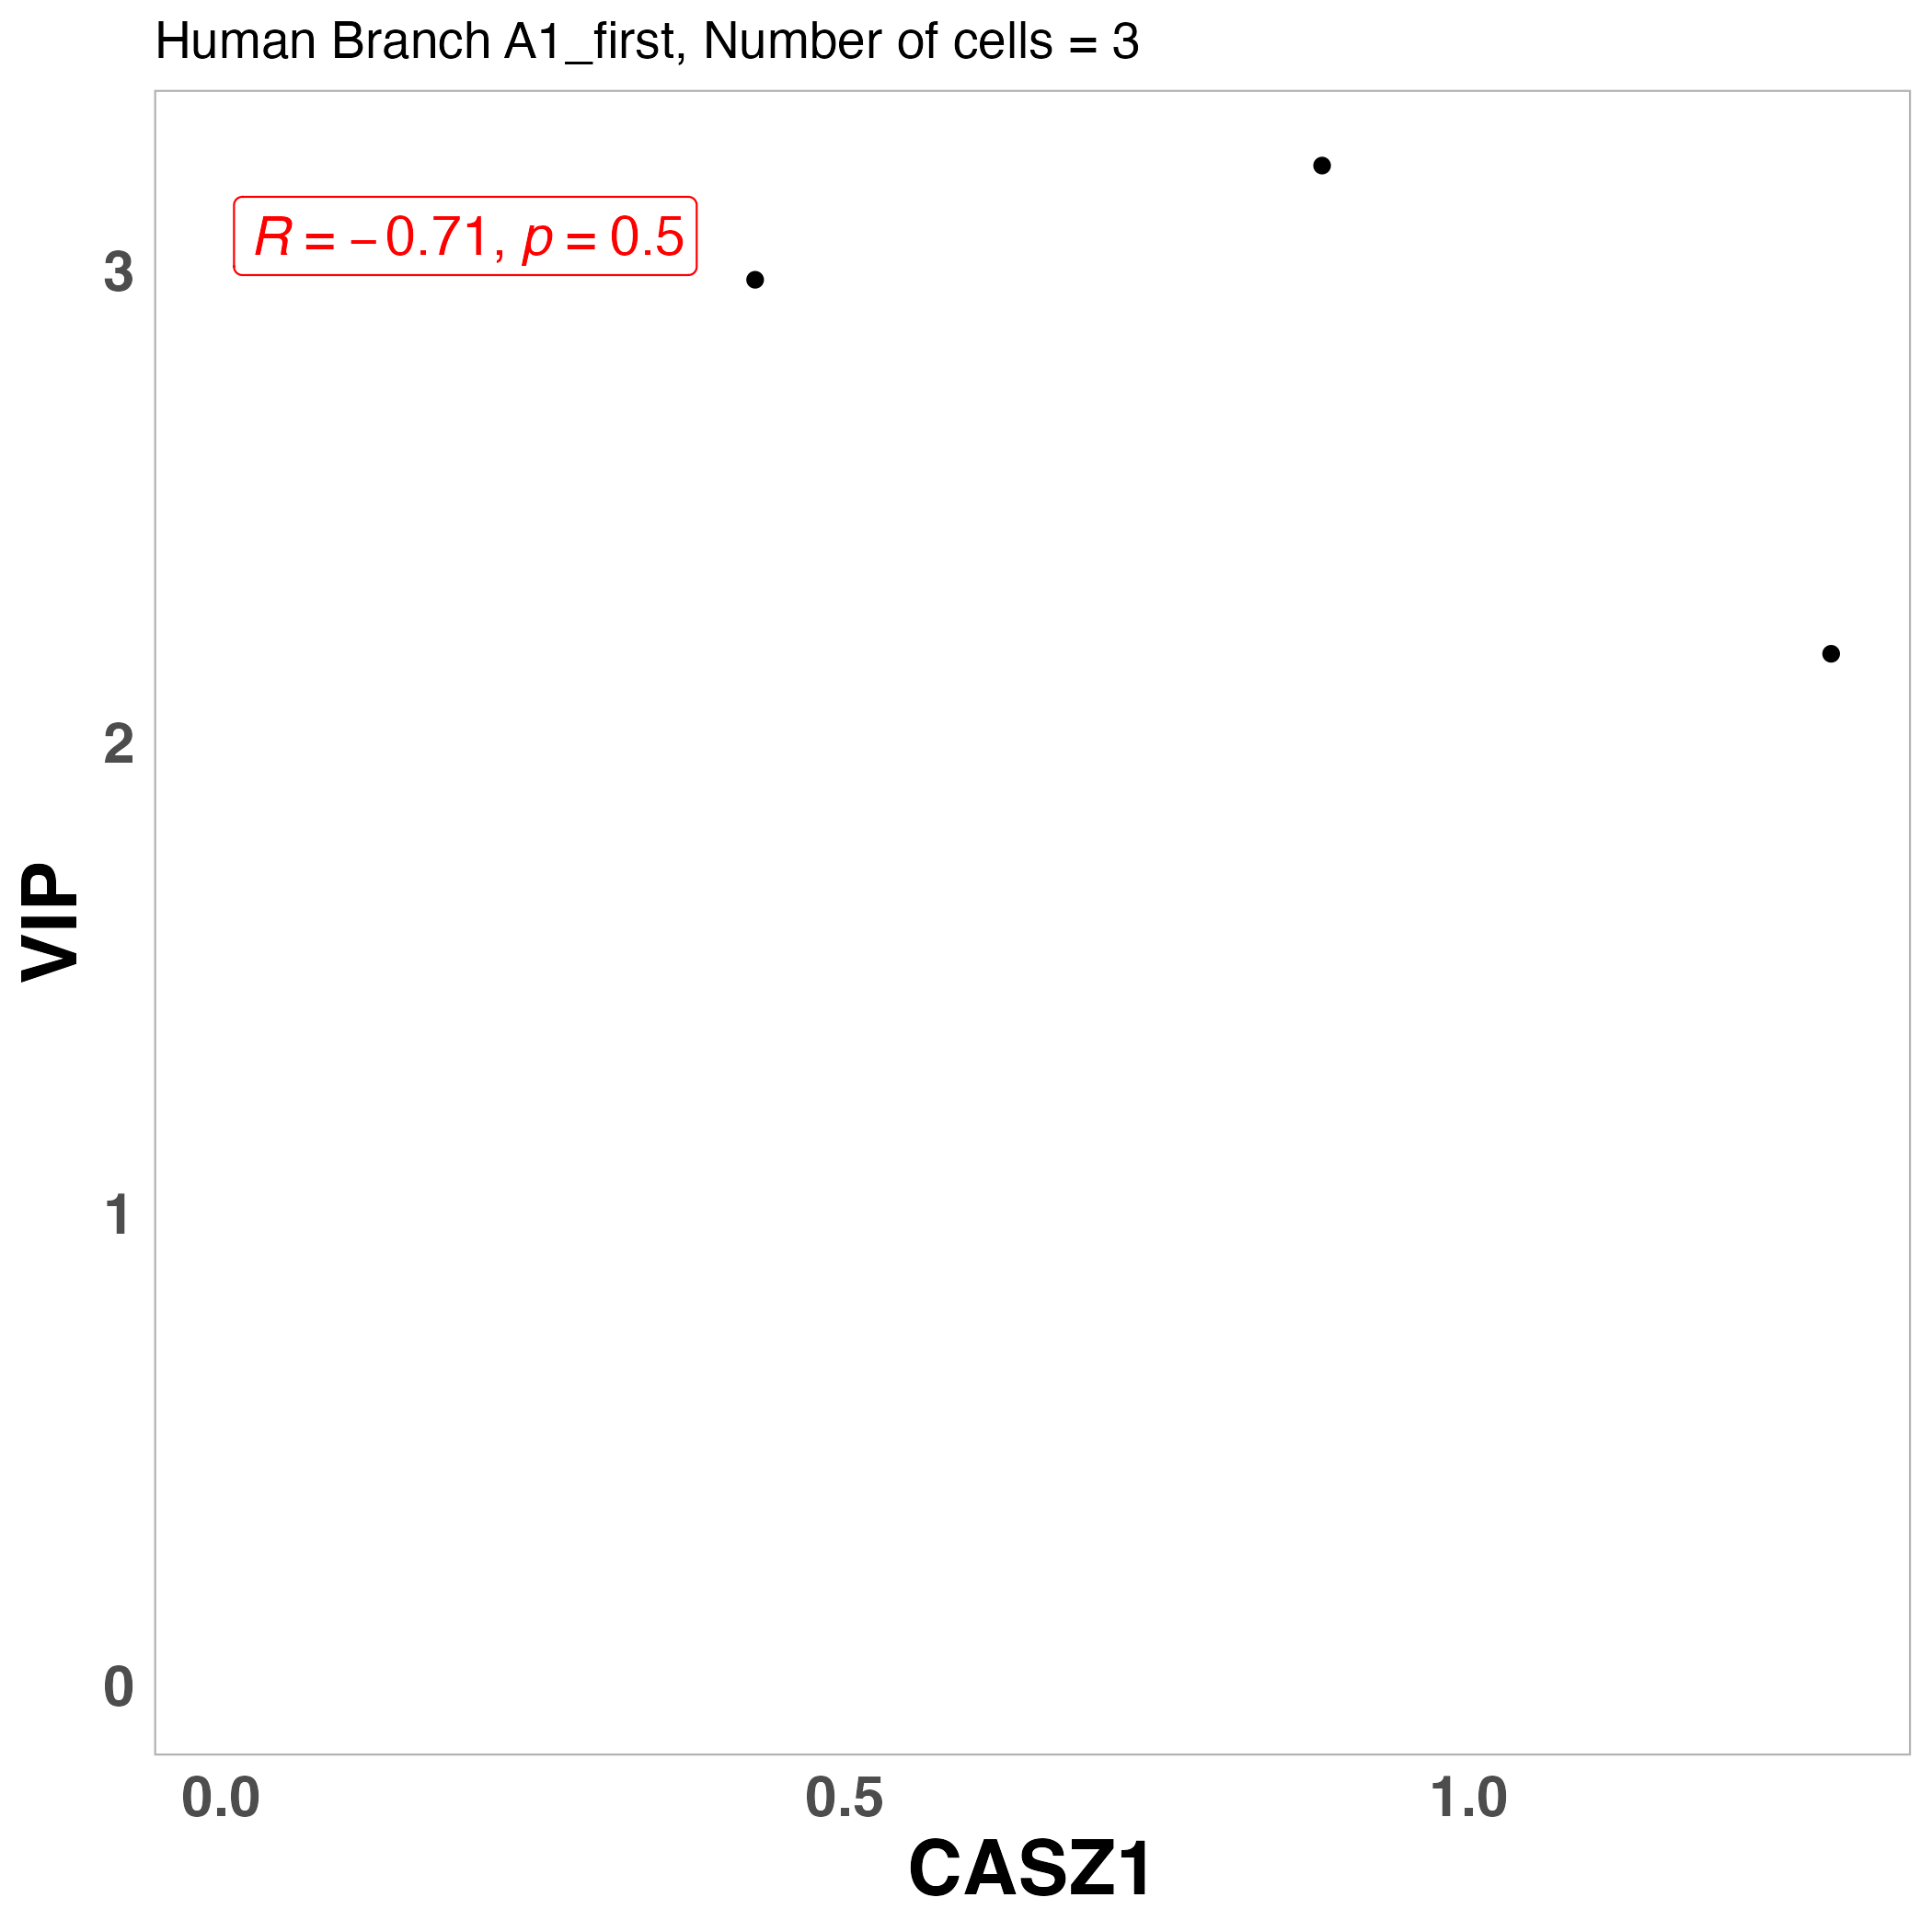 Human Branch A1_first, Number of cells = 3
R = −0.71, p = 0.5
3
2
1
0
VIP
0.0 0.5 1.0
CASZ1